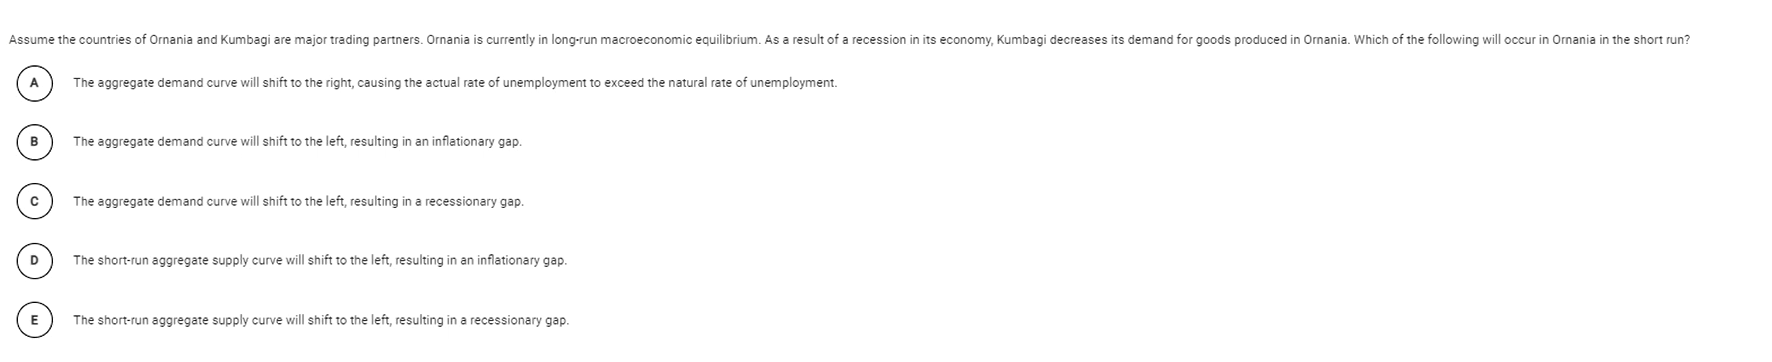 Assume the countries of Ornania and Kumbagi are major trading partners. Ornania is currently in long-run macroeconomic equilibrium. As a result of a recession in its economy, Kumbagi decreases its demand for goods produced in Ornania. Which of the following will occur in Ornania in the short run?
A The aggregate demand curve will shift to the right, causing the actual rate of unemployment to exceed the natural rate of unemployment.
B The aggregate demand curve will shift to the left, resulting in an inflationary gap.
C The aggregate demand curve will shift to the left, resulting in a recessionary gap.
D The short-run aggregate supply curve will shift to the left, resulting in an inflationary gap.
E The short-run aggregate supply curve will shift to the left, resulting in a recessionary gap.